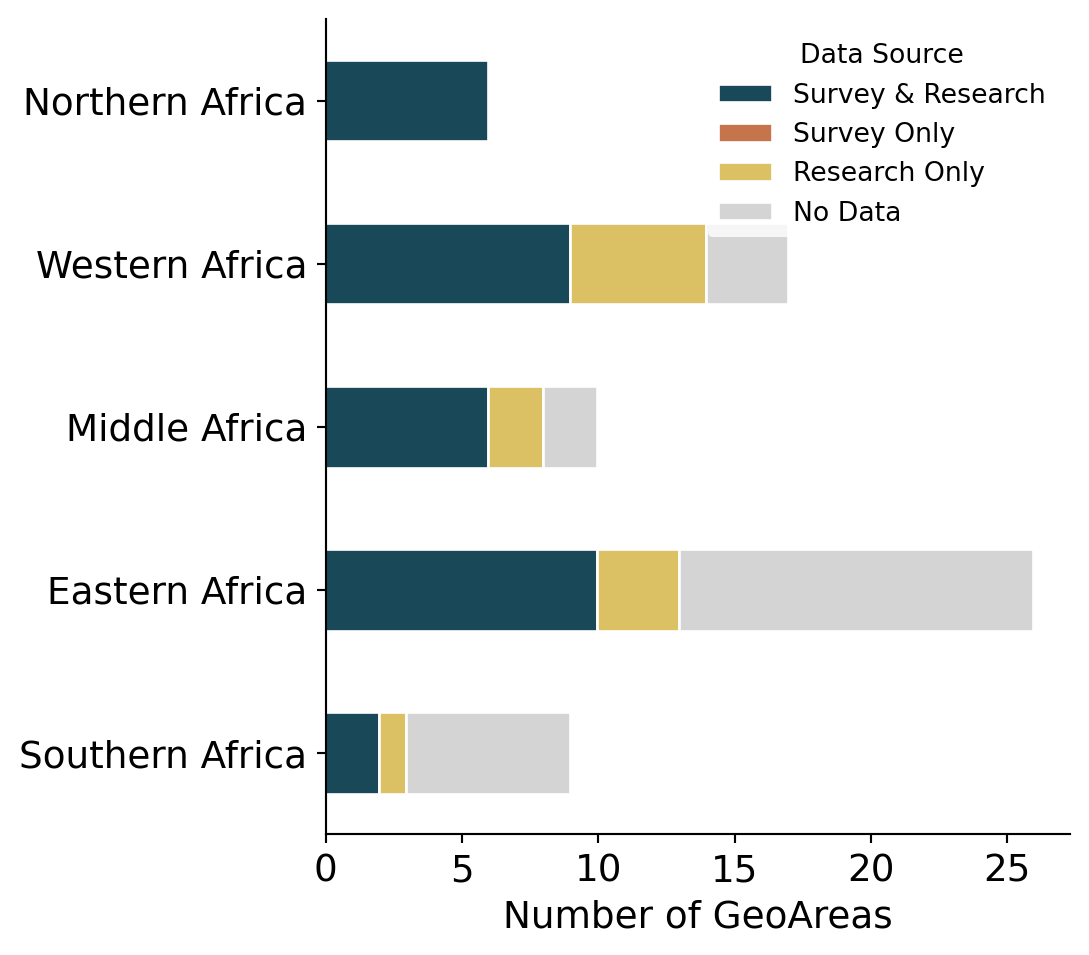 Data Source
Survey & Research
Survey Only
Research Only
No Data
Northern Africa
Western Africa
Middle Africa
Eastern Africa
Southern Africa
0 5 10 15 20 25
Number of GeoAreas